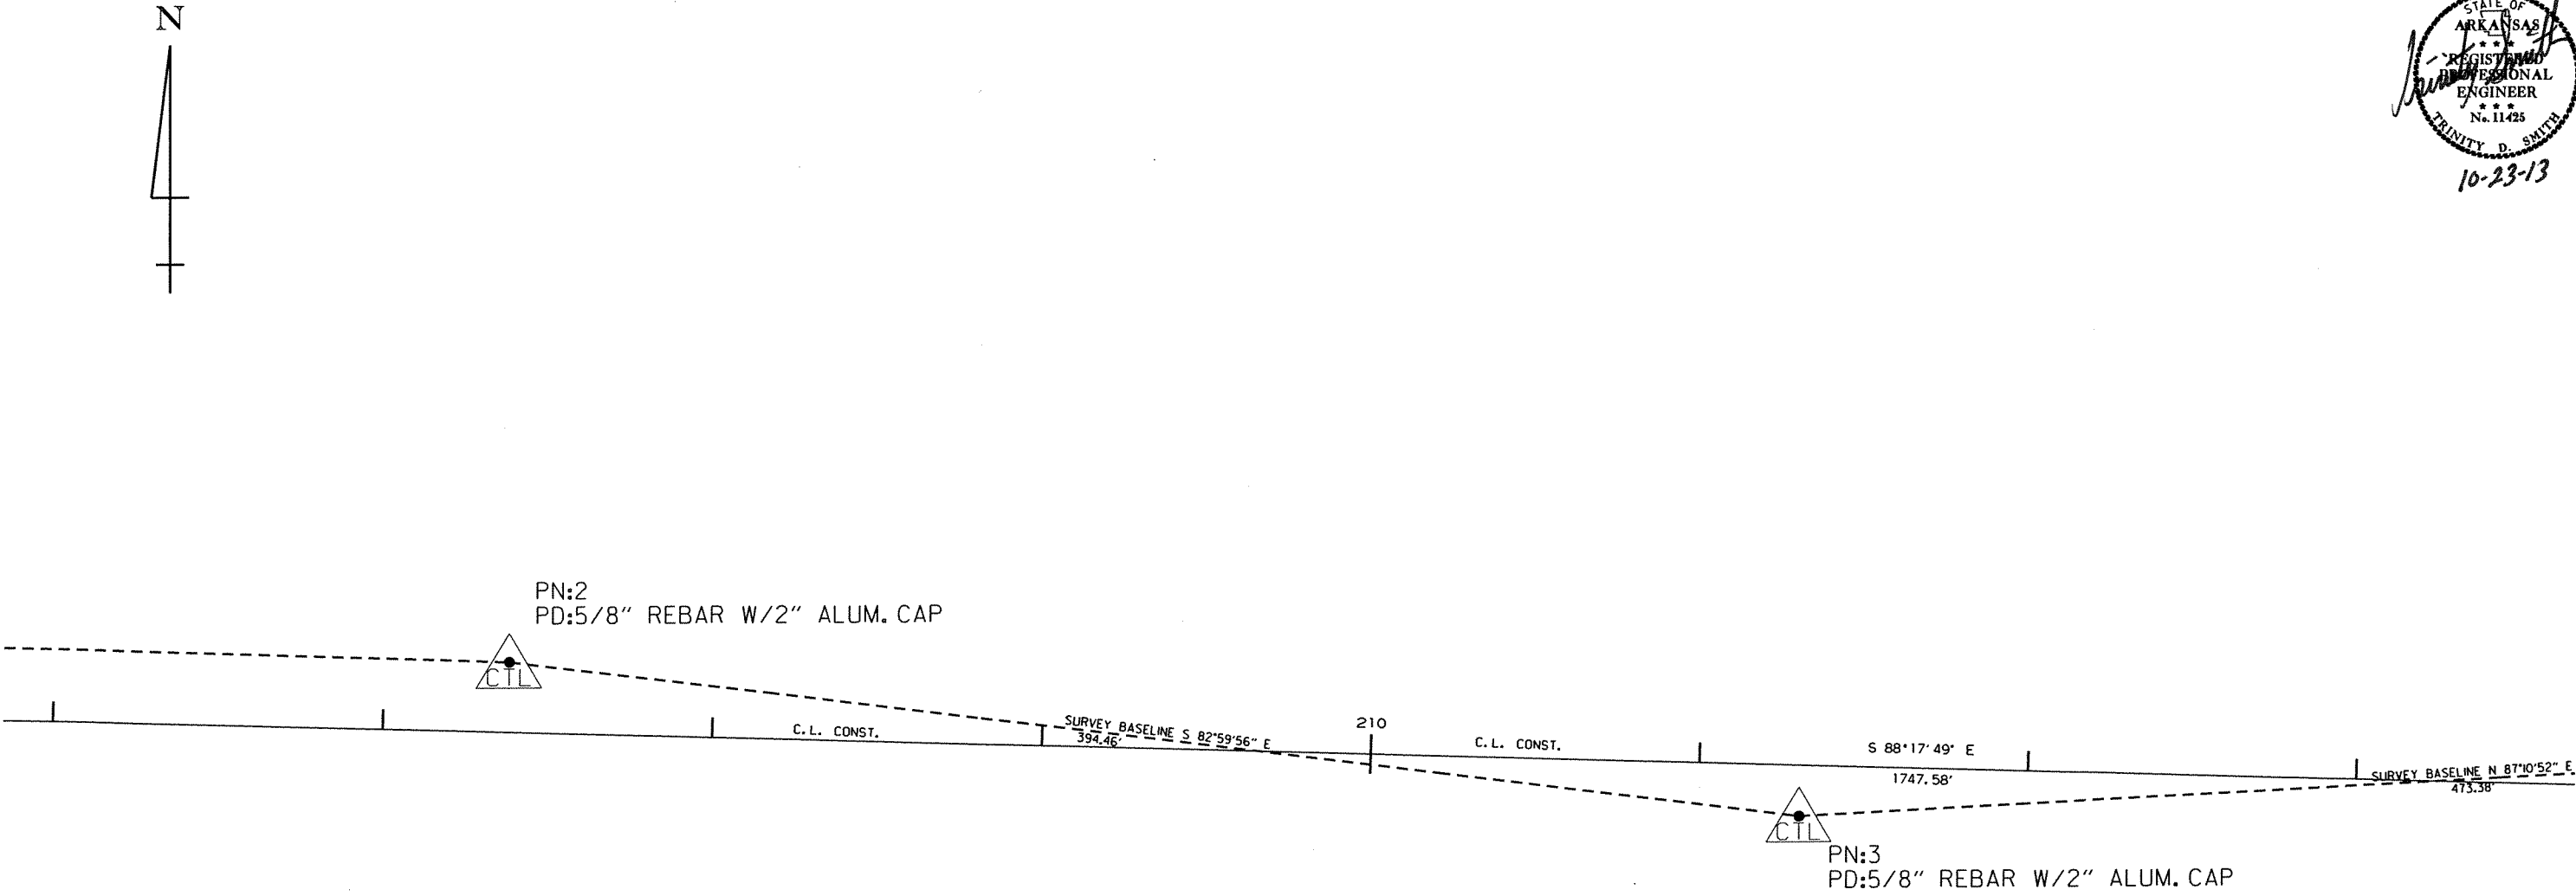 N
STATE OF
ARKANSAS
★ ★ ★
REGISTERED
PROFESSIONAL
ENGINEER
★ ★ ★
No. 11425
TRINITY D. SMITH
10-23-13
PN:2
PD:5/8" REBAR W/2" ALUM. CAP
CTL
C.L. CONST.
SURVEY BASELINE S 82°59'56" E
394.46'
210
C.L. CONST.
S 88°17'49" E
1747.58'
SURVEY BASELINE N 87°10'52" E
473.38'
CTL
PN:3
PD:5/8" REBAR W/2" ALUM. CAP